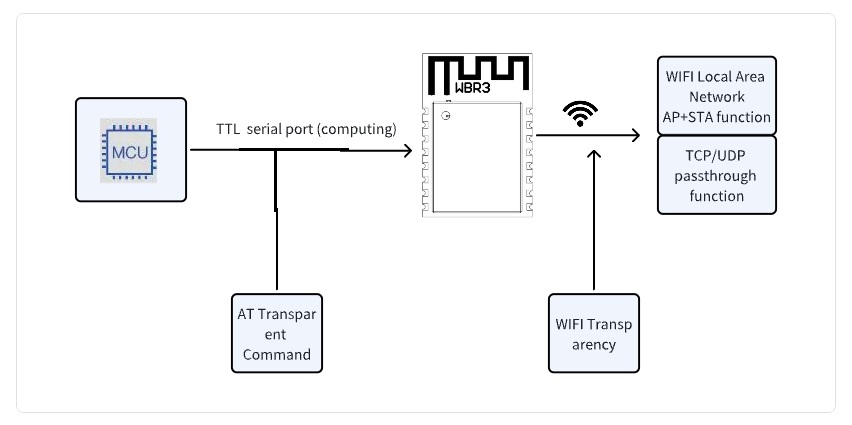 MCU
TTL serial port (computing)
WBR3
WIFI Local Area
Network
AP+STA function
TCP/UDP
passthrough
function
AT Transpar
ent
Command
WIFI Transp
arency